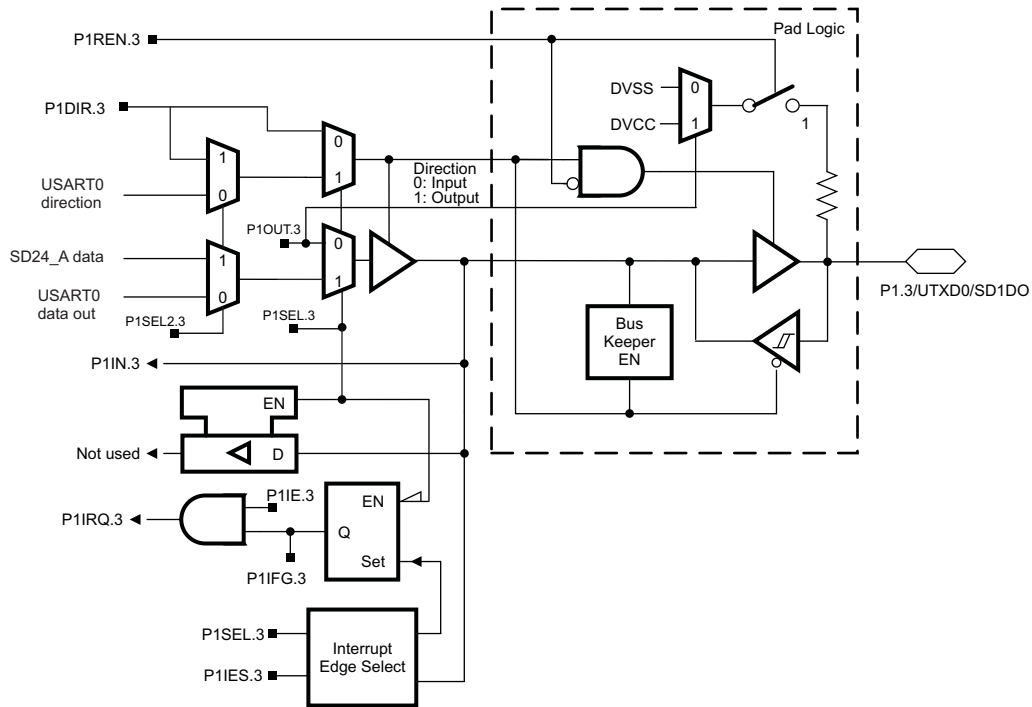 Pad Logic
P1REN.3
DVSS
0
DVCC
1
1
P1DIR.3
0
1
1
0
USART0
direction
Direction
0: Input
1: Output
P1OUT.3
0
SD24_A data
1
USART0
data out
0
1
P1SEL2.3
P1SEL.3
P1.3/UTXD0/SD1DO
Bus
Keeper
EN
P1IN.3
EN
Not used
D
P1IE.3
EN
P1IRQ.3
Q
P1IFG.3
Set
P1SEL.3
P1IES.3
Interrupt
Edge Select